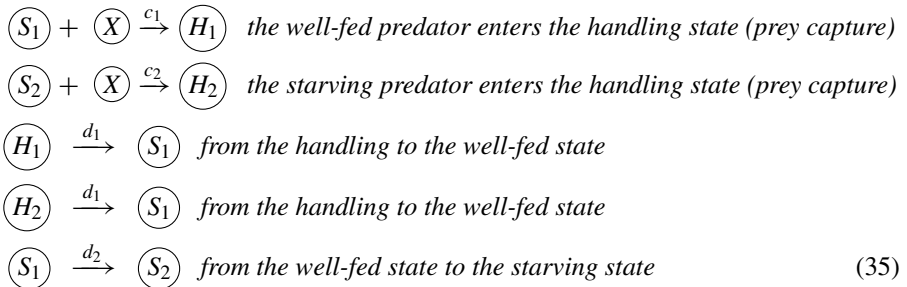 S₁ + X →c₁ H₁ the well-fed predator enters the handling state (prey capture)
S₂ + X →c₂ H₂ the starving predator enters the handling state (prey capture)
H₁ →d₁ S₁ from the handling to the well-fed state
H₂ →d₁ S₁ from the handling to the well-fed state
S₁ →d₂ S₂ from the well-fed state to the starving state (35)